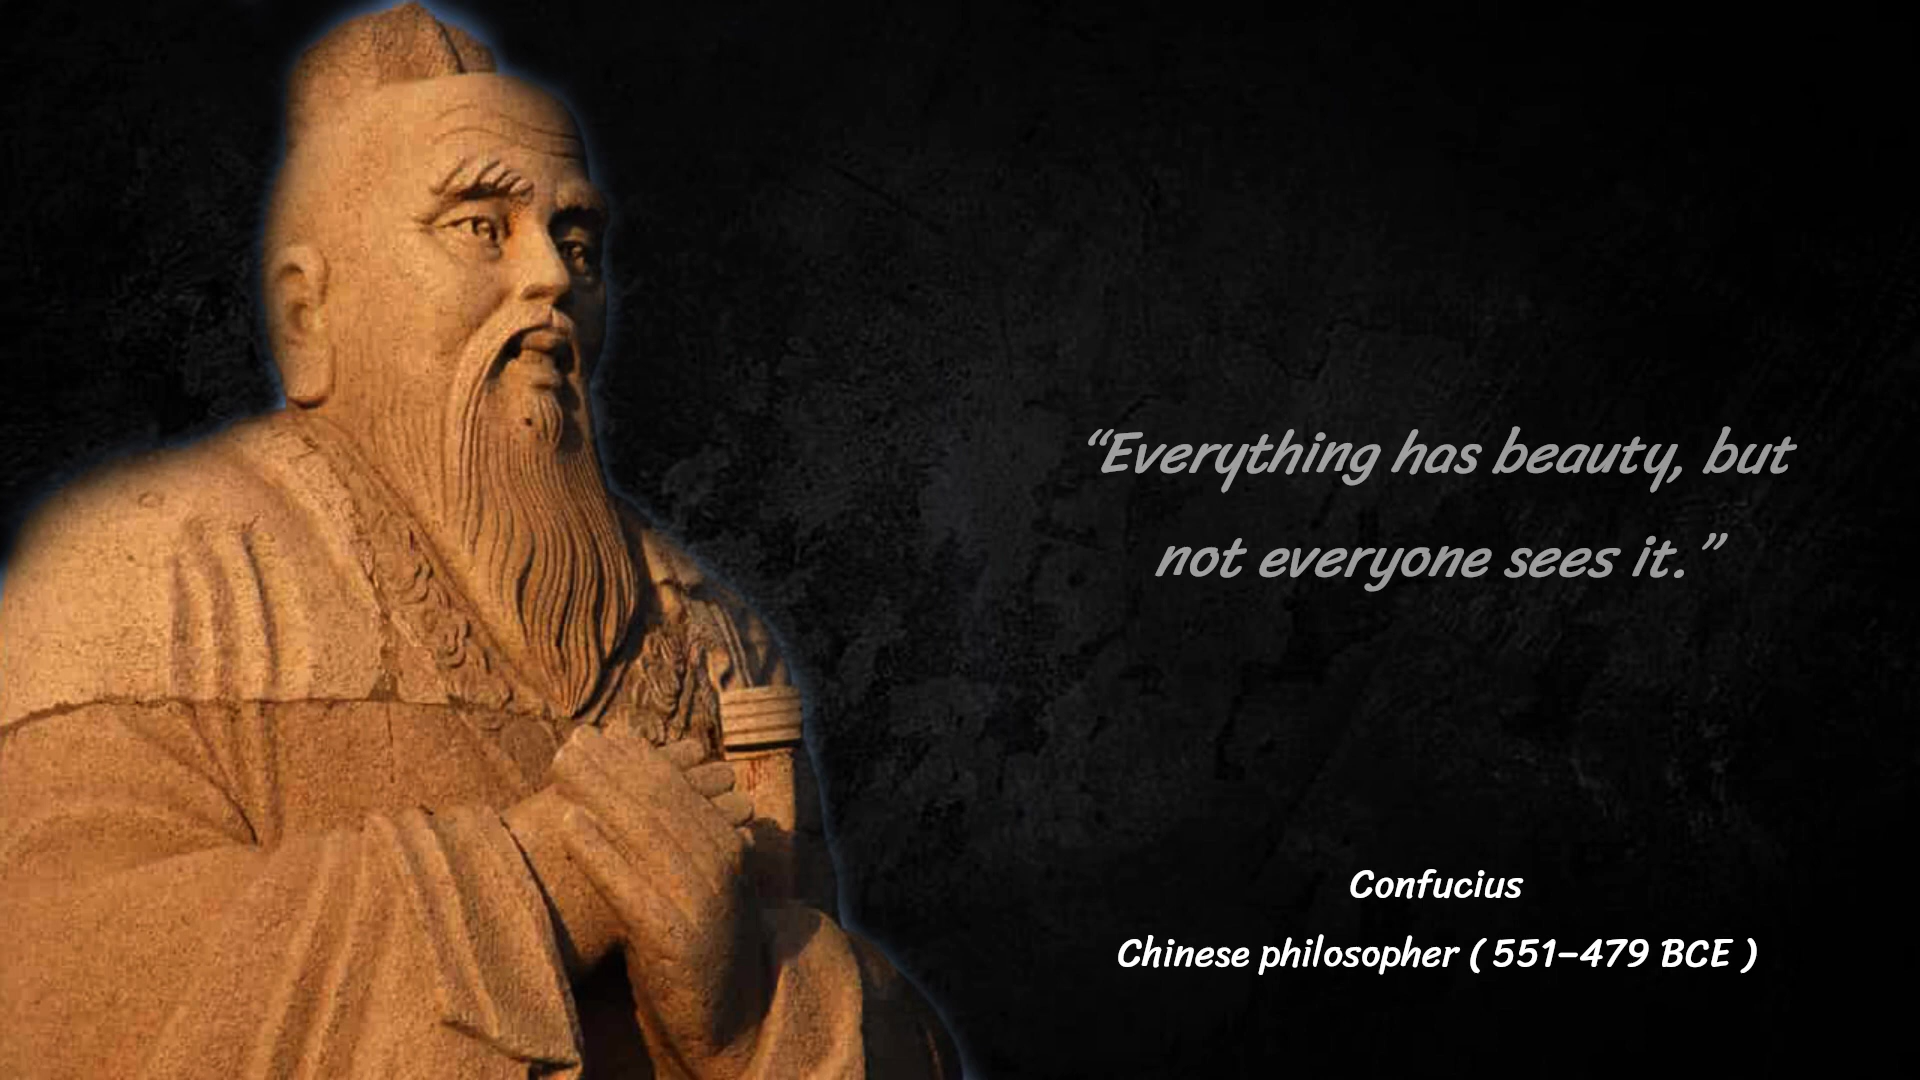 “Everything has beauty, but
not everyone sees it.”
Confucius
Chinese philosopher ( 551–479 BCE )